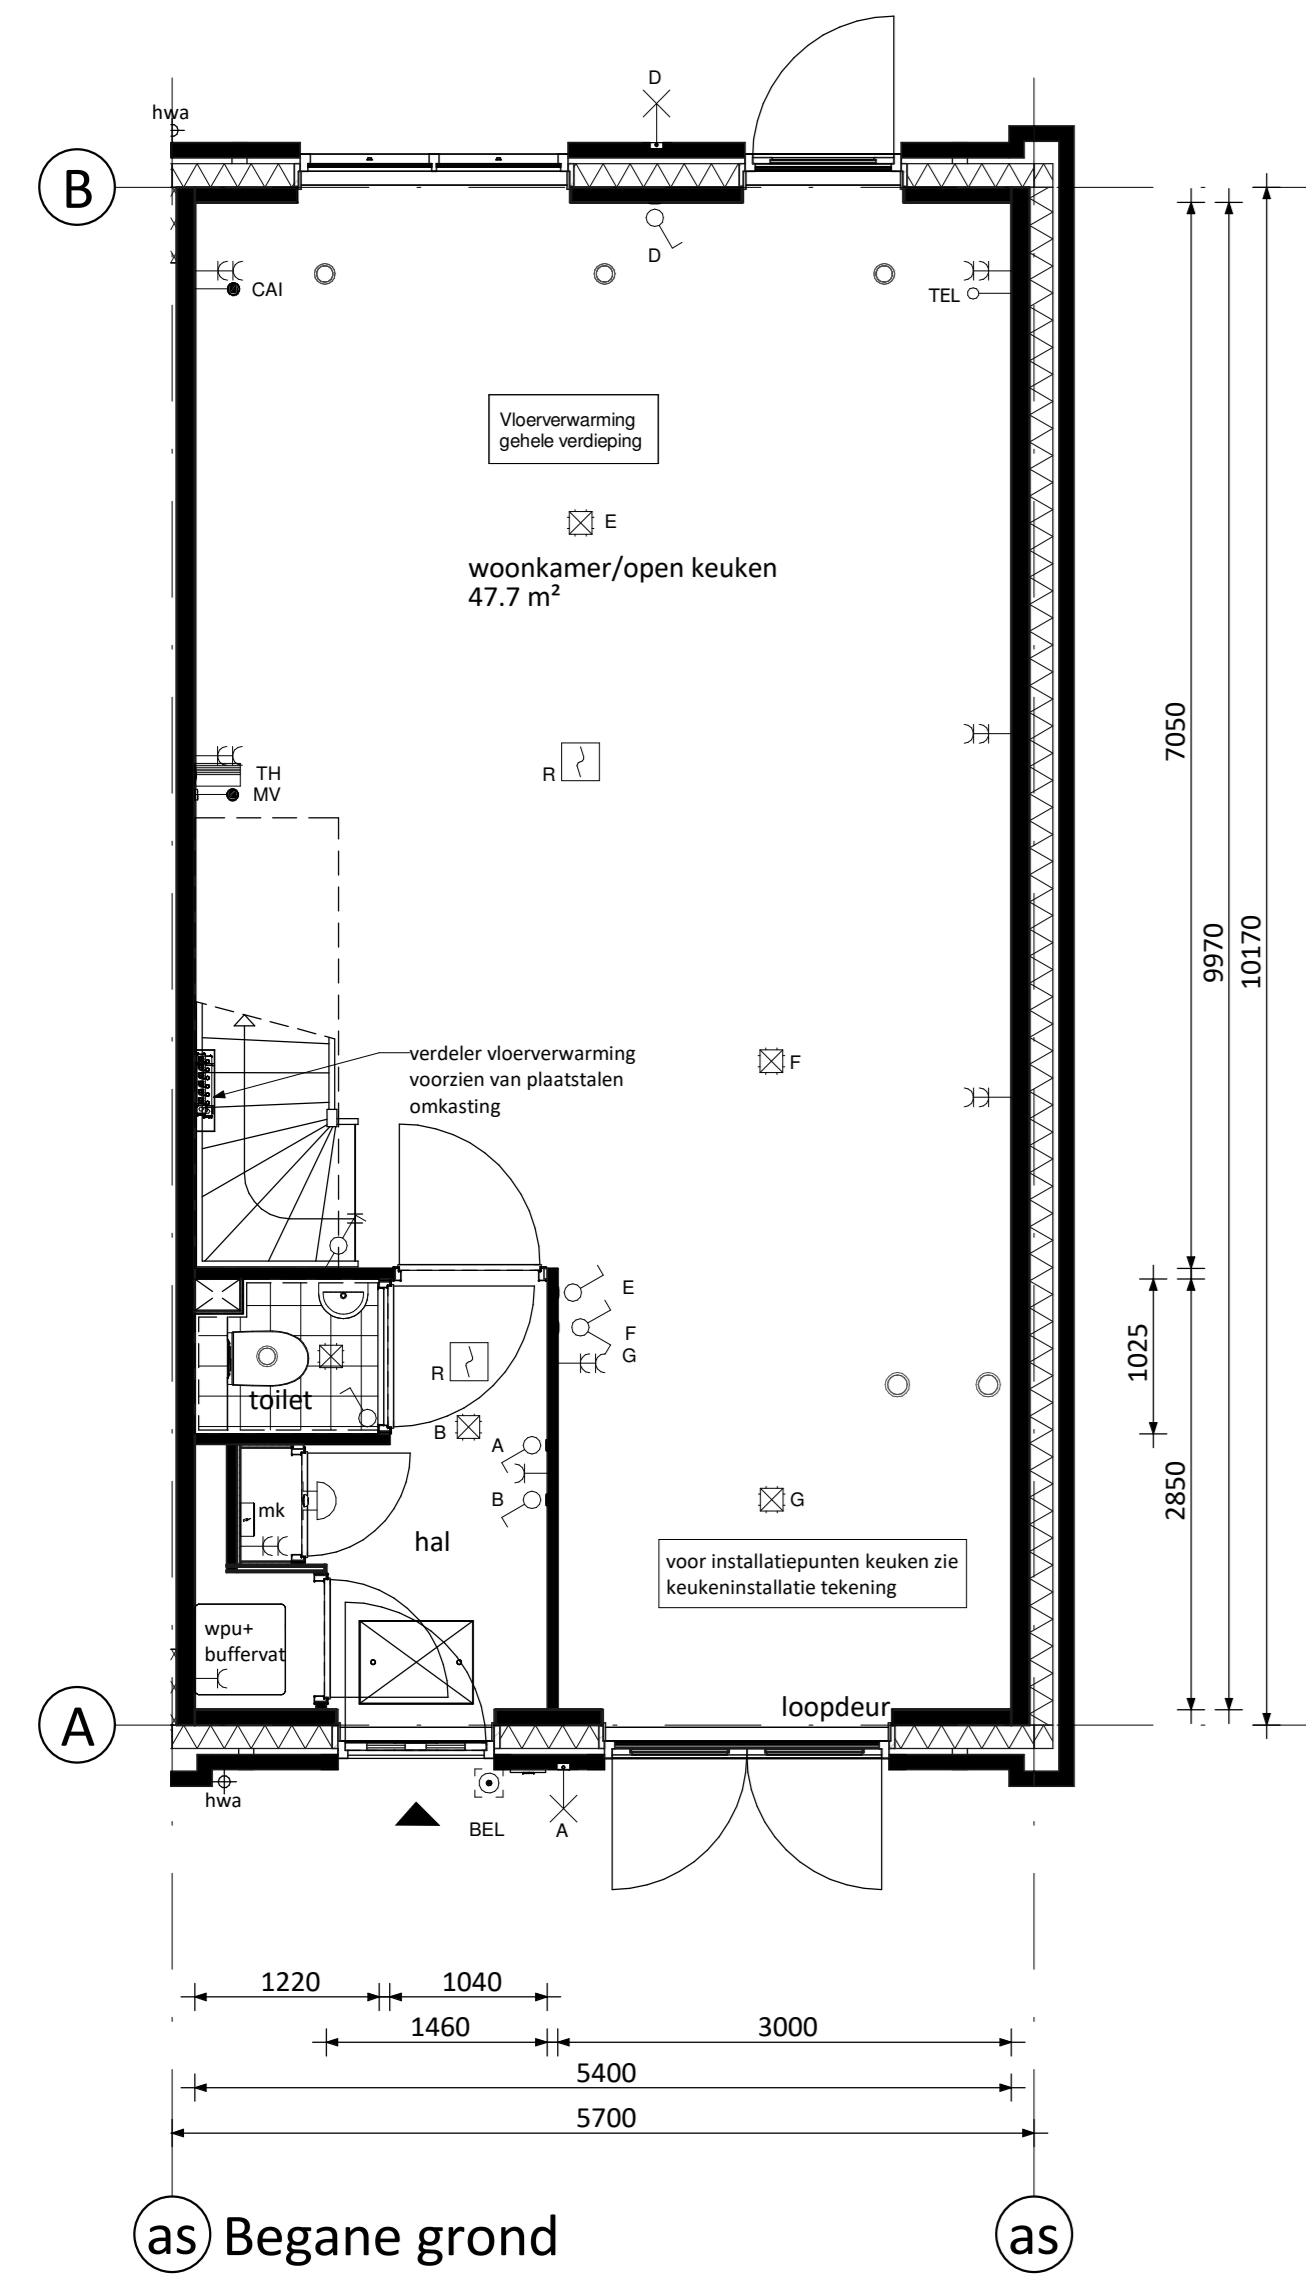 D
hwa
B
D
CAI
TEL
Vloerverwarming
gehele verdieping
E
woonkamer/open keuken
47.7 m²
7050
R
TH
MV
9970
10170
verdeler vloerverwarming
voorzien van plaatstalen
omkasting
F
E
F
G
1025
R
toilet
B
A
2850
B
G
mk
hal
voor installatiepunten keuken zie
keukeninstallatie tekening
wpu+
buffervat
A
loopdeur
hwa
BEL
A
1220
1040
1460
3000
5400
5700
as
Begane grond
as